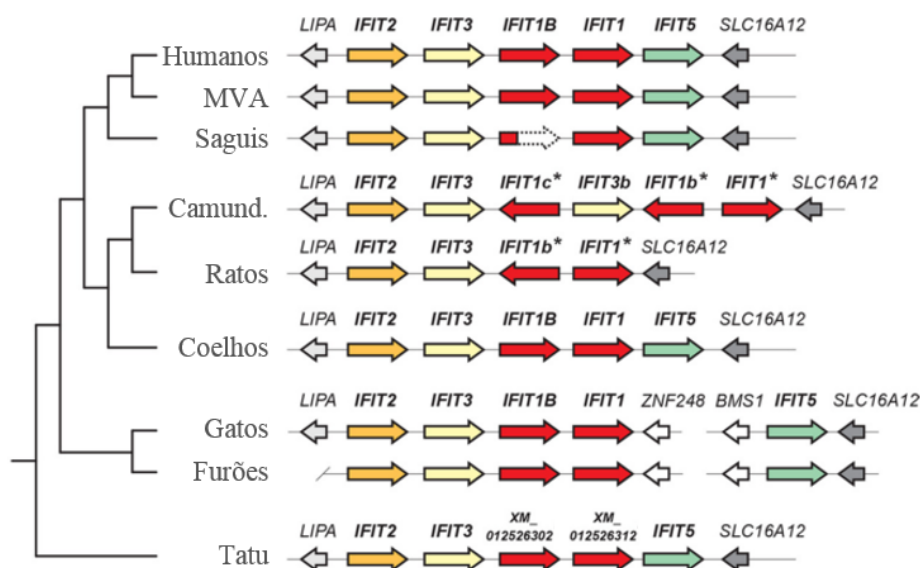 LIPA IFIT2 IFIT3 IFIT1B IFIT1 IFIT5 SLC16A12
Humanos
MVA
Saguis
IFIT1c* IFIT3b IFIT1b* IFIT1*
LIPA IFIT2 IFIT3 SLC16A12
Camund.
LIPA IFIT2 IFIT3 IFIT1b* IFIT1* SLC16A12
Ratos
LIPA IFIT2 IFIT3 IFIT1B IFIT1 IFIT5 SLC16A12
Coelhos
LIPA IFIT2 IFIT3 IFIT1B IFIT1 ZNF248 BMS1 IFIT5 SLC16A12
Gatos
Furões
XM_ XM_
LIPA IFIT2 IFIT3 012526302 012526312 IFIT5 SLC16A12
Tatu